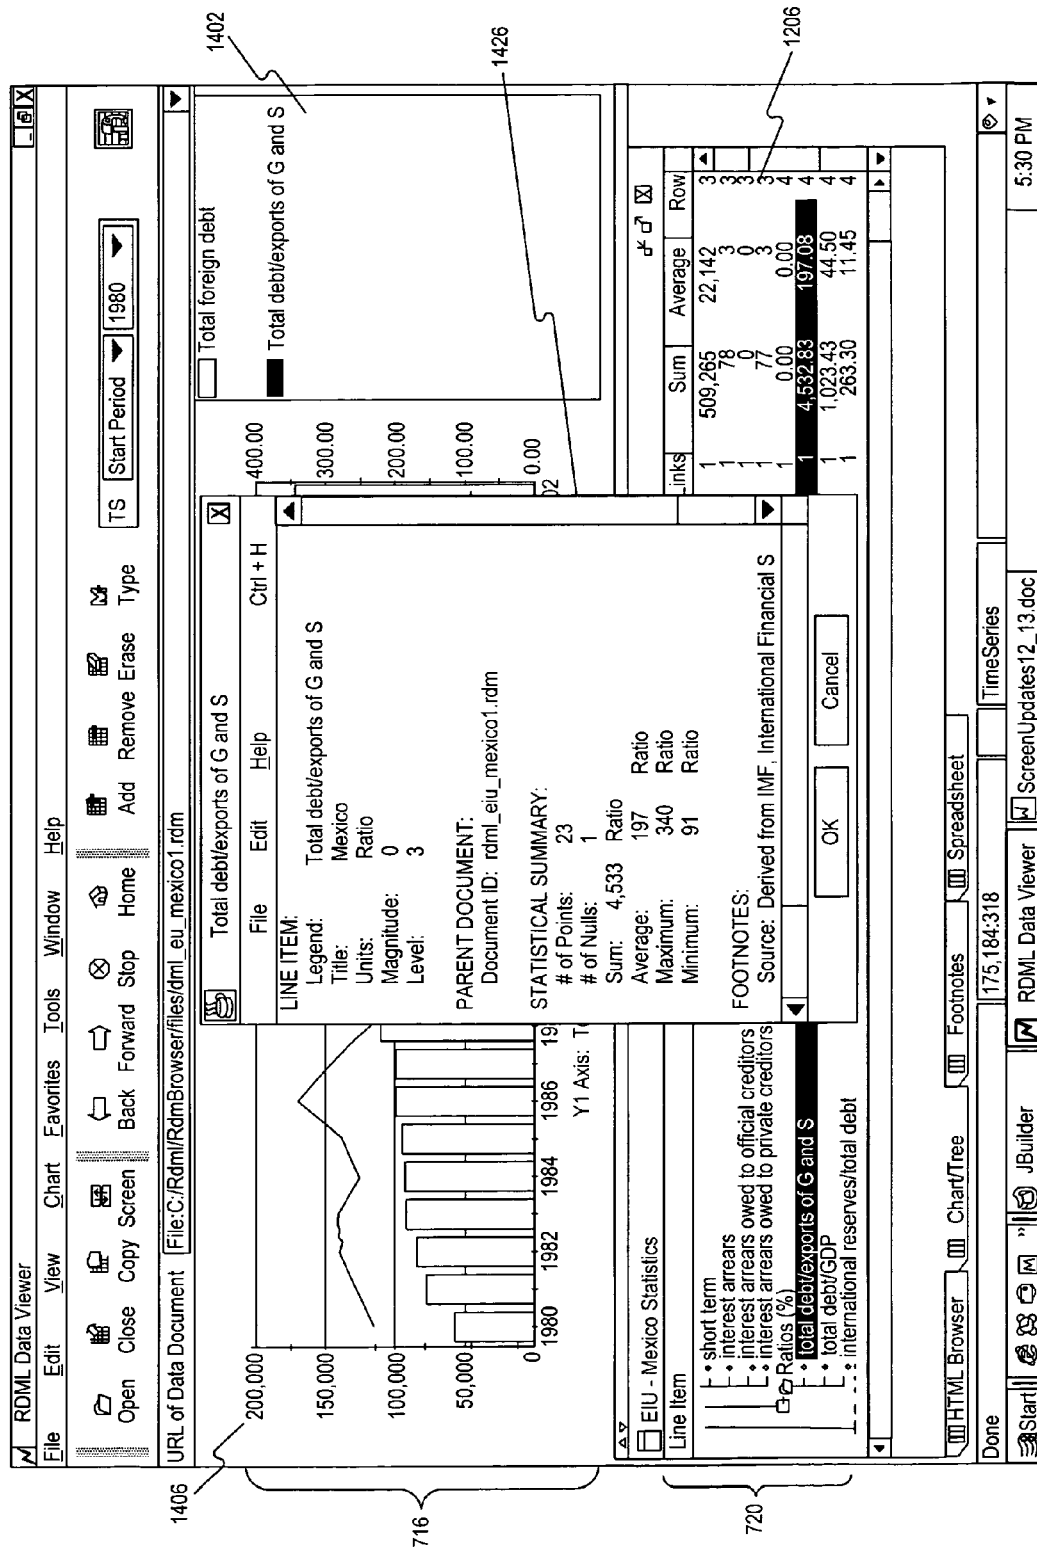 RDML Data Viewer
File Edit View Chart Favorites Tools Window Help
Open Close Copy Screen Back Forward Stop Home Add Remove Erase Type
TS Start Period 1980
URL of Data Document File:C:/Rdml/RdmBrowser/files/dml_eu_mexico1.rdm
1406
716
200,000
150,000
100,000
50,000
0
1980 1982 1984 1986 19
Y1 Axis: T
400.00
300.00
200.00
100.00
0.00
02
Total foreign debt
Total debt/exports of G and S
1402
1426
Total debt/exports of G and S
File Edit Help Ctrl + H
LINE ITEM:
Legend: Total debt/exports of G and S
Title: Mexico
Units: Ratio
Magnitude: 0
Level: 3
PARENT DOCUMENT:
Document ID: rdml_eiu_mexico1.rdm
STATISTICAL SUMMARY:
# of Points: 23
# of Nulls: 1
Sum: 4,533 Ratio
Average: 197 Ratio
Maximum: 340 Ratio
Minimum: 91 Ratio
FOOTNOTES:
Source: Derived from IMF, International Financial S
OK Cancel
EIU - Mexico Statistics
Line Item inks Sum Average Row
short term 1 509,265 22,142 3
interest arrears 1 78 3 3
interest arrears owed to official creditors 1 0 0 3
interest arrears owed to private creditors 1 77 3 3
Ratios (%) 1 0.00 0.00 4
total debt/exports of G and S 1 4,532.83 197.08 4
total debt/GDP 1 1,023.43 44.50 4
international reserves/total debt 1 263.30 11.45 4
720
1206
HTML Browser Chart/Tree Footnotes Spreadsheet
Done 175,184:318 TimeSeries
Start JBuilder RDML Data Viewer ScreenUpdates12_13.doc 5:30 PM